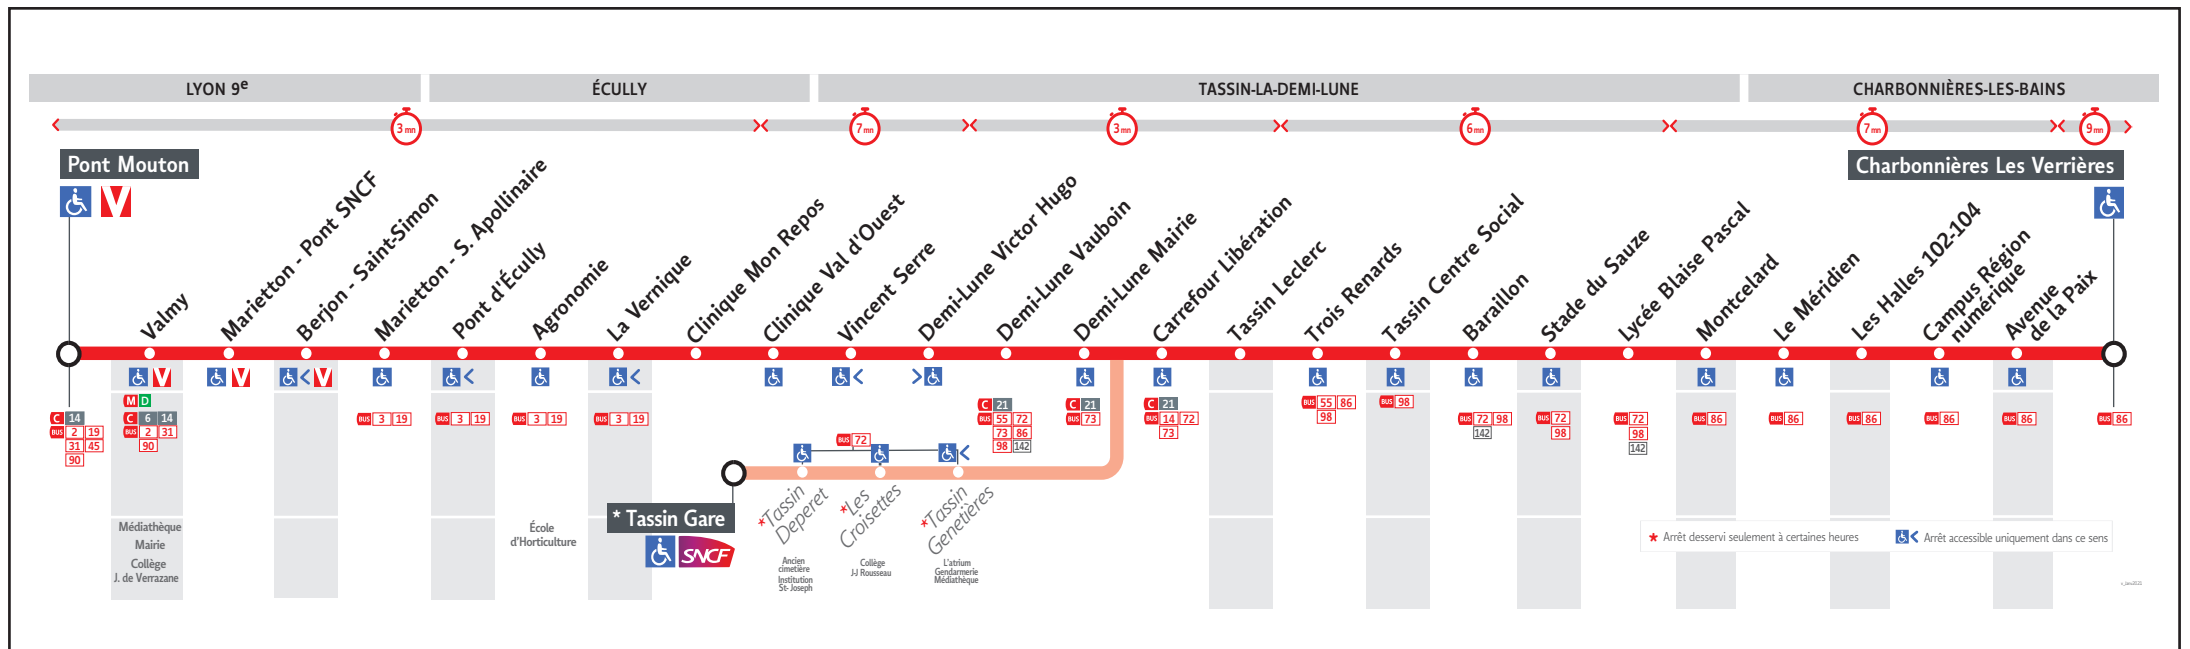 LYON 9e
ÉCULLY
TASSIN-LA-DEMI-LUNE
CHARBONNIÈRES-LES-BAINS
3 mn
7 mn
3 mn
6 mn
7 mn
9 mn
Pont Mouton
Charbonnières Les Verrières
V
Valmy
Marietton - Pont SNCF
Berjon - Saint-Simon
Marietton - S. Apollinaire
Pont d'Écully
Agronomie
La Vernique
Clinique Mon Repos
Clinique Val d'Ouest
Vincent Serre
Demi-Lune Victor Hugo
Demi-Lune Vauboin
Demi-Lune Mairie
Carrefour Libération
Tassin Leclerc
Trois Renards
Tassin Centre Social
Baraillon
Stade du Sauze
Lycée Blaise Pascal
Montcelard
Le Méridien
Les Halles 102-104
Campus Région
numérique
Avenue
de la Paix
V
V
V
C 14
BUS 2 19
31 45
90
M D
C 6 14
BUS 2 31
90
BUS 3 19
BUS 3 19
BUS 3 19
BUS 3 19
C 21
BUS 55 72
73 86
98 142
C 21
BUS 73
C 21
BUS 14 72
73
BUS 55 86
98
BUS 98
BUS 72 98
142
BUS 72
98
BUS 72
98
142
BUS 86
BUS 86
BUS 86
BUS 86
BUS 86
BUS 86
BUS 72
* Tassin Gare
SNCF
*Tassin
Deperet
*Les
Croisettes
*Tassin
Genetières
Médiathèque
Mairie
Collège
J. de Verrazane
École
d'Horticulture
Ancien
cimetière
Institution
St- Joseph
Collège
J-J Rousseau
L'atrium
Gendarmerie
Médiathèque
* Arrêt desservi seulement à certaines heures
Arrêt accessible uniquement dans ce sens